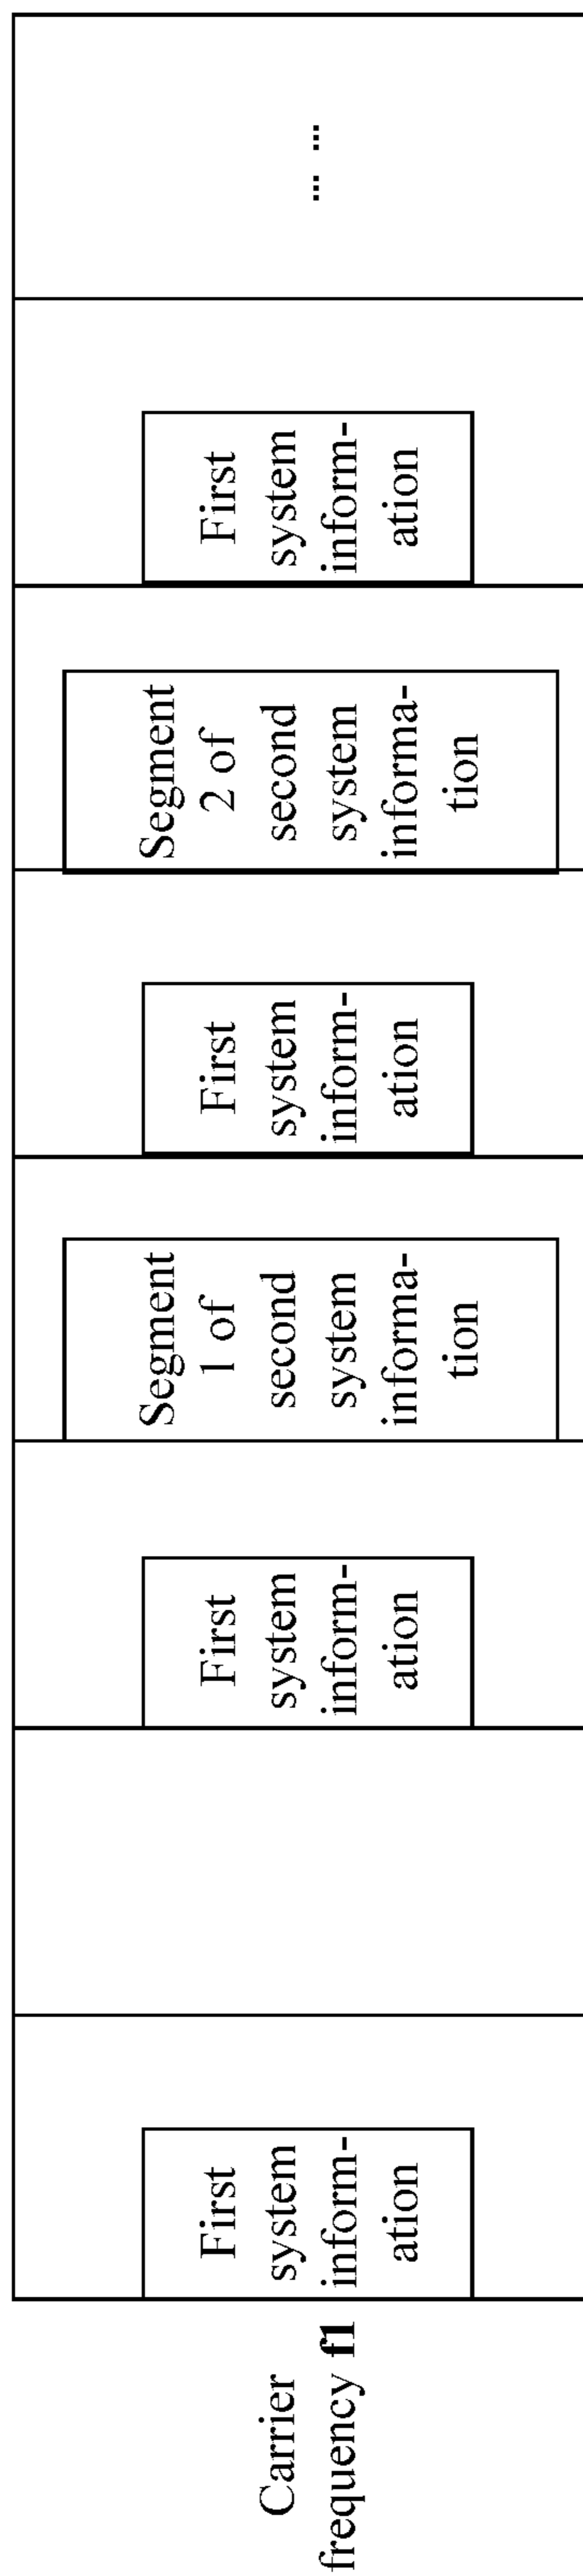 Carrier
frequency f1
First
system
inform-
ation
First
system
inform-
ation
Segment
1 of
second
system
informa-
tion
First
system
inform-
ation
Segment
2 of
second
system
informa-
tion
First
system
inform-
ation
... ...